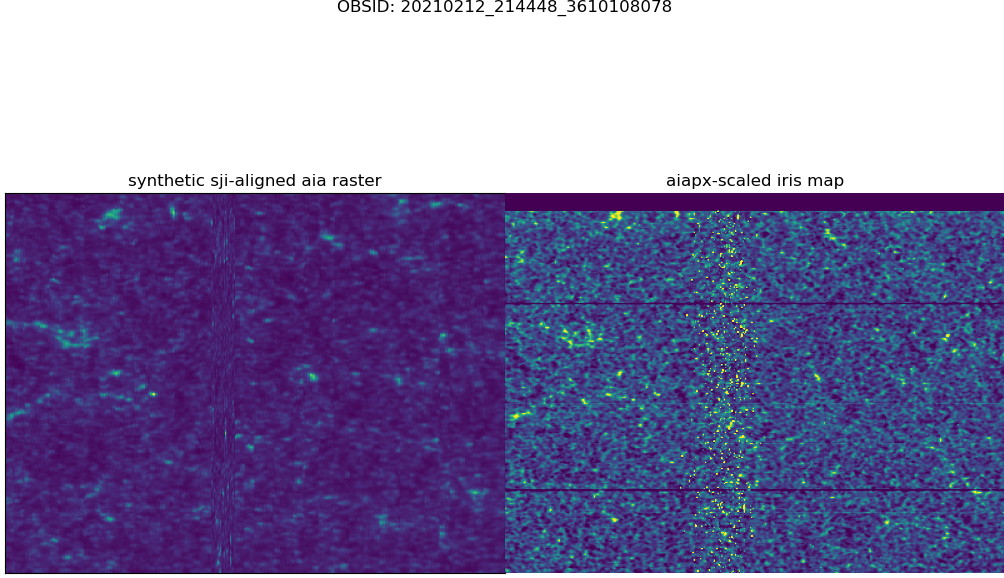 OBSID: 20210212_214448_3610108078
synthetic sji-aligned aia raster
aiapx-scaled iris map